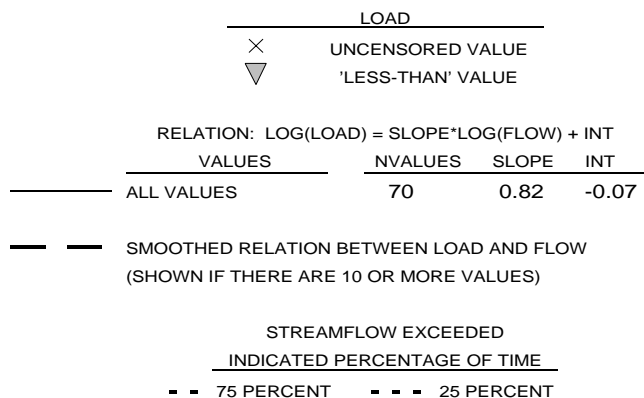 LOAD
UNCENSORED VALUE
'LESS-THAN' VALUE
RELATION: LOG(LOAD) = SLOPE*LOG(FLOW) + INT
VALUES NVALUES SLOPE INT
ALL VALUES 70 0.82 -0.07
SMOOTHED RELATION BETWEEN LOAD AND FLOW
(SHOWN IF THERE ARE 10 OR MORE VALUES)
STREAMFLOW EXCEEDED
INDICATED PERCENTAGE OF TIME
75 PERCENT 25 PERCENT